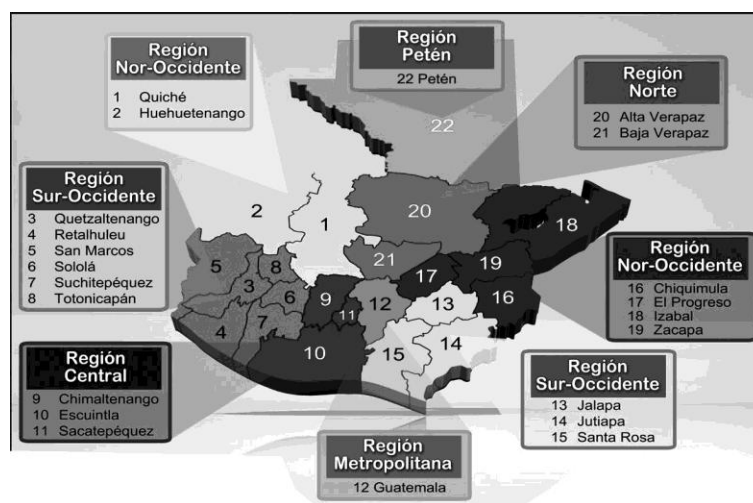 Región
Nor-Occidente
1 Quiché
2 Huehuetenango
Región
Petén
22 Petén
Región
Norte
20 Alta Verapaz
21 Baja Verapaz
Región
Sur-Occidente
3 Quetzaltenango
4 Retalhuleu
5 San Marcos
6 Sololá
7 Suchitepéquez
8 Totonicapán
22
2
1
20
18
21
19
17
16
5
8
3
6
9
11
12
13
4
7
10
15
14
Región
Nor-Occidente
16 Chiquimula
17 El Progreso
18 Izabal
19 Zacapa
Región
Central
9 Chimaltenango
10 Escuintla
11 Sacatepéquez
Región
Sur-Occidente
13 Jalapa
14 Jutiapa
15 Santa Rosa
Región
Metropolitana
12 Guatemala